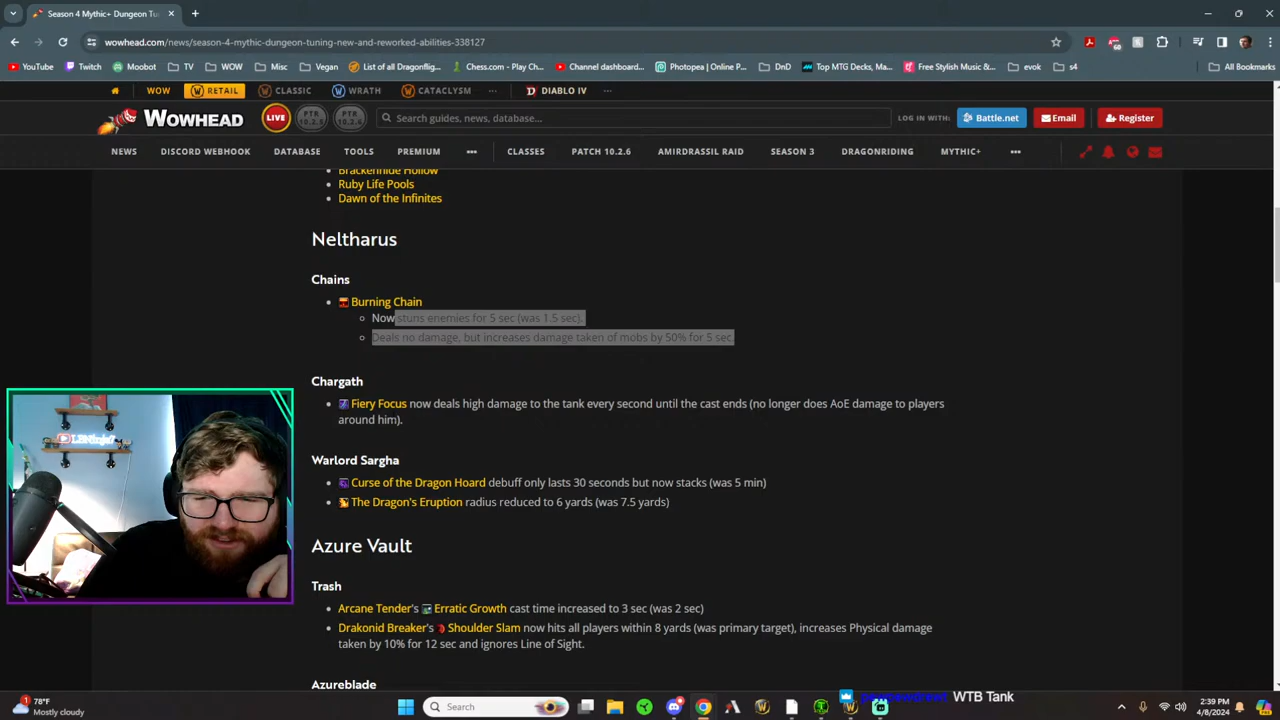 Season 4 Mythic+ Dungeon Tu
wowhead.com/news/season-4-mythic-dungeon-tuning-new-and-reworked-abilities-338127
YouTube Twitch Moobot TV WOW Misc Vegan List of all Dragonflig... Chess.com - Play Ch... Channel dashboard... Photopea | Online P... DnD Top MTG Decks, Ma... Free Stylish Music &... evok s4 All Bookmarks
WOW RETAIL CLASSIC WRATH CATACLYSM ... DIABLO IV ...
WOWHEAD LIVE PTR 10.2.5 PTR 10.2.6 Search guides, news, database... LOG IN WITH: Battle.net Email Register
NEWS DISCORD WEBHOOK DATABASE TOOLS PREMIUM ... CLASSES PATCH 10.2.6 AMIRDRASSIL RAID SEASON 3 DRAGONRIDING MYTHIC+ ...
Brackenhide Hollow
Ruby Life Pools
Dawn of the Infinites
Neltharus
Chains
Burning Chain
Now stuns enemies for 5 sec (was 1.5 sec).
Deals no damage, but increases damage taken of mobs by 50% for 5 sec.
Chargath
Fiery Focus now deals high damage to the tank every second until the cast ends (no longer does AoE damage to players
around him).
Warlord Sargha
Curse of the Dragon Hoard debuff only lasts 30 seconds but now stacks (was 5 min)
The Dragon's Eruption radius reduced to 6 yards (was 7.5 yards)
Azure Vault
Trash
Arcane Tender's Erratic Growth cast time increased to 3 sec (was 2 sec)
Drakonid Breaker's Shoulder Slam now hits all players within 8 yards (was primary target), increases Physical damage
taken by 10% for 12 sec and ignores Line of Sight.
Azureblade
78°F
Mostly cloudy
Search
WTB Tank
2:39 PM
4/8/2024